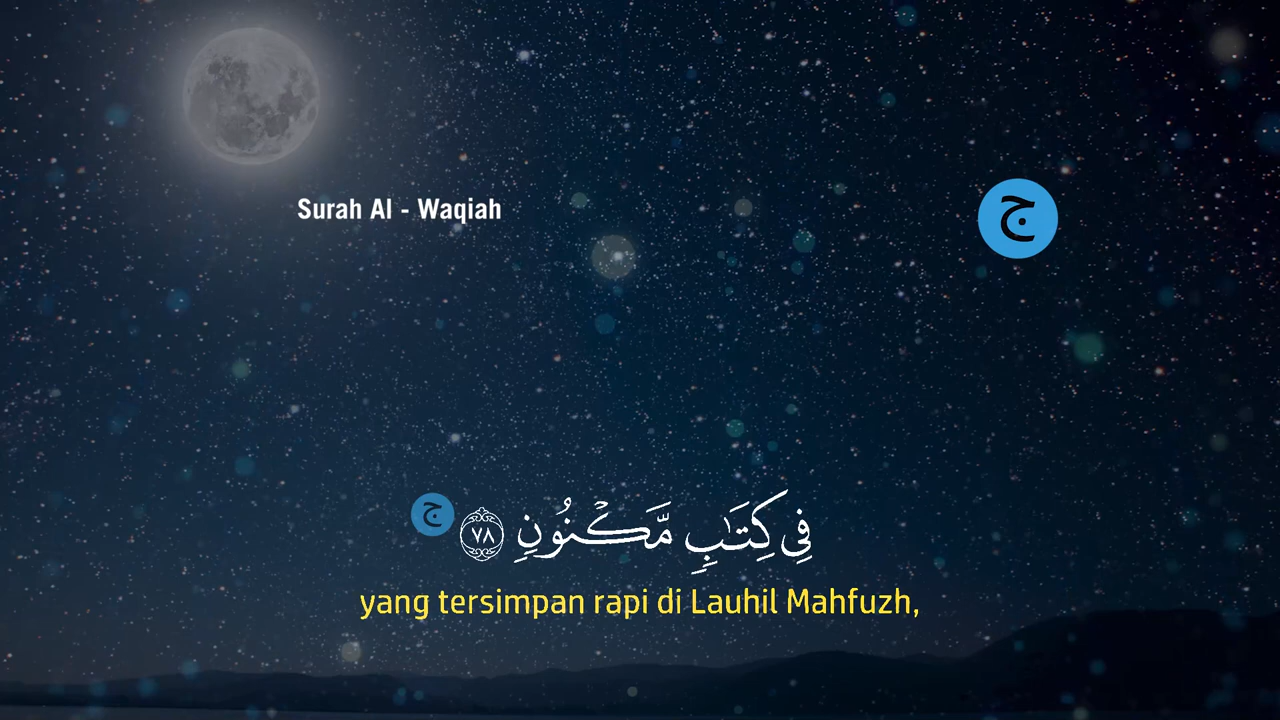 Surah Al - Waqiah
ج
فِي كِتَٰبٍ مَّكْنُونٍ ٧٨ ج
yang tersimpan rapi di Lauhil Mahfuzh,